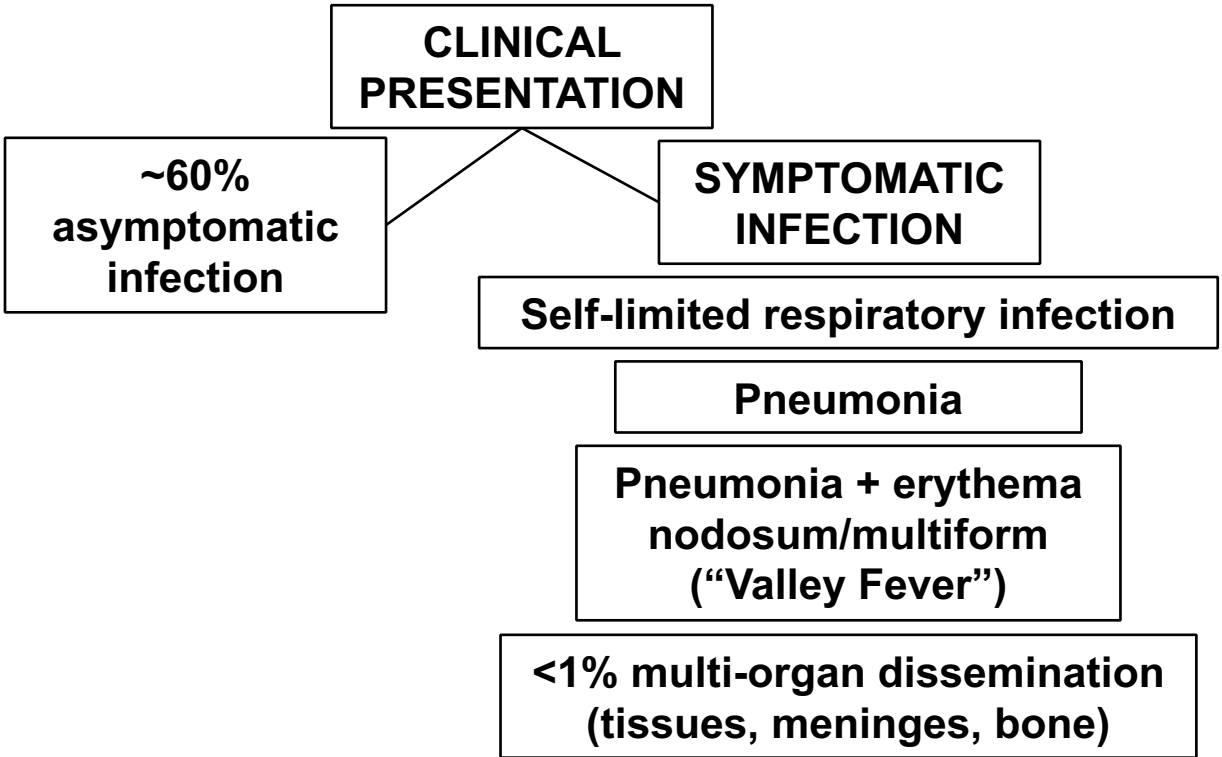 CLINICAL
PRESENTATION
~60%
asymptomatic
infection
SYMPTOMATIC
INFECTION
Self-limited respiratory infection
Pneumonia
Pneumonia + erythema
nodosum/multiform
(“Valley Fever”)
<1% multi-organ dissemination
(tissues, meninges, bone)